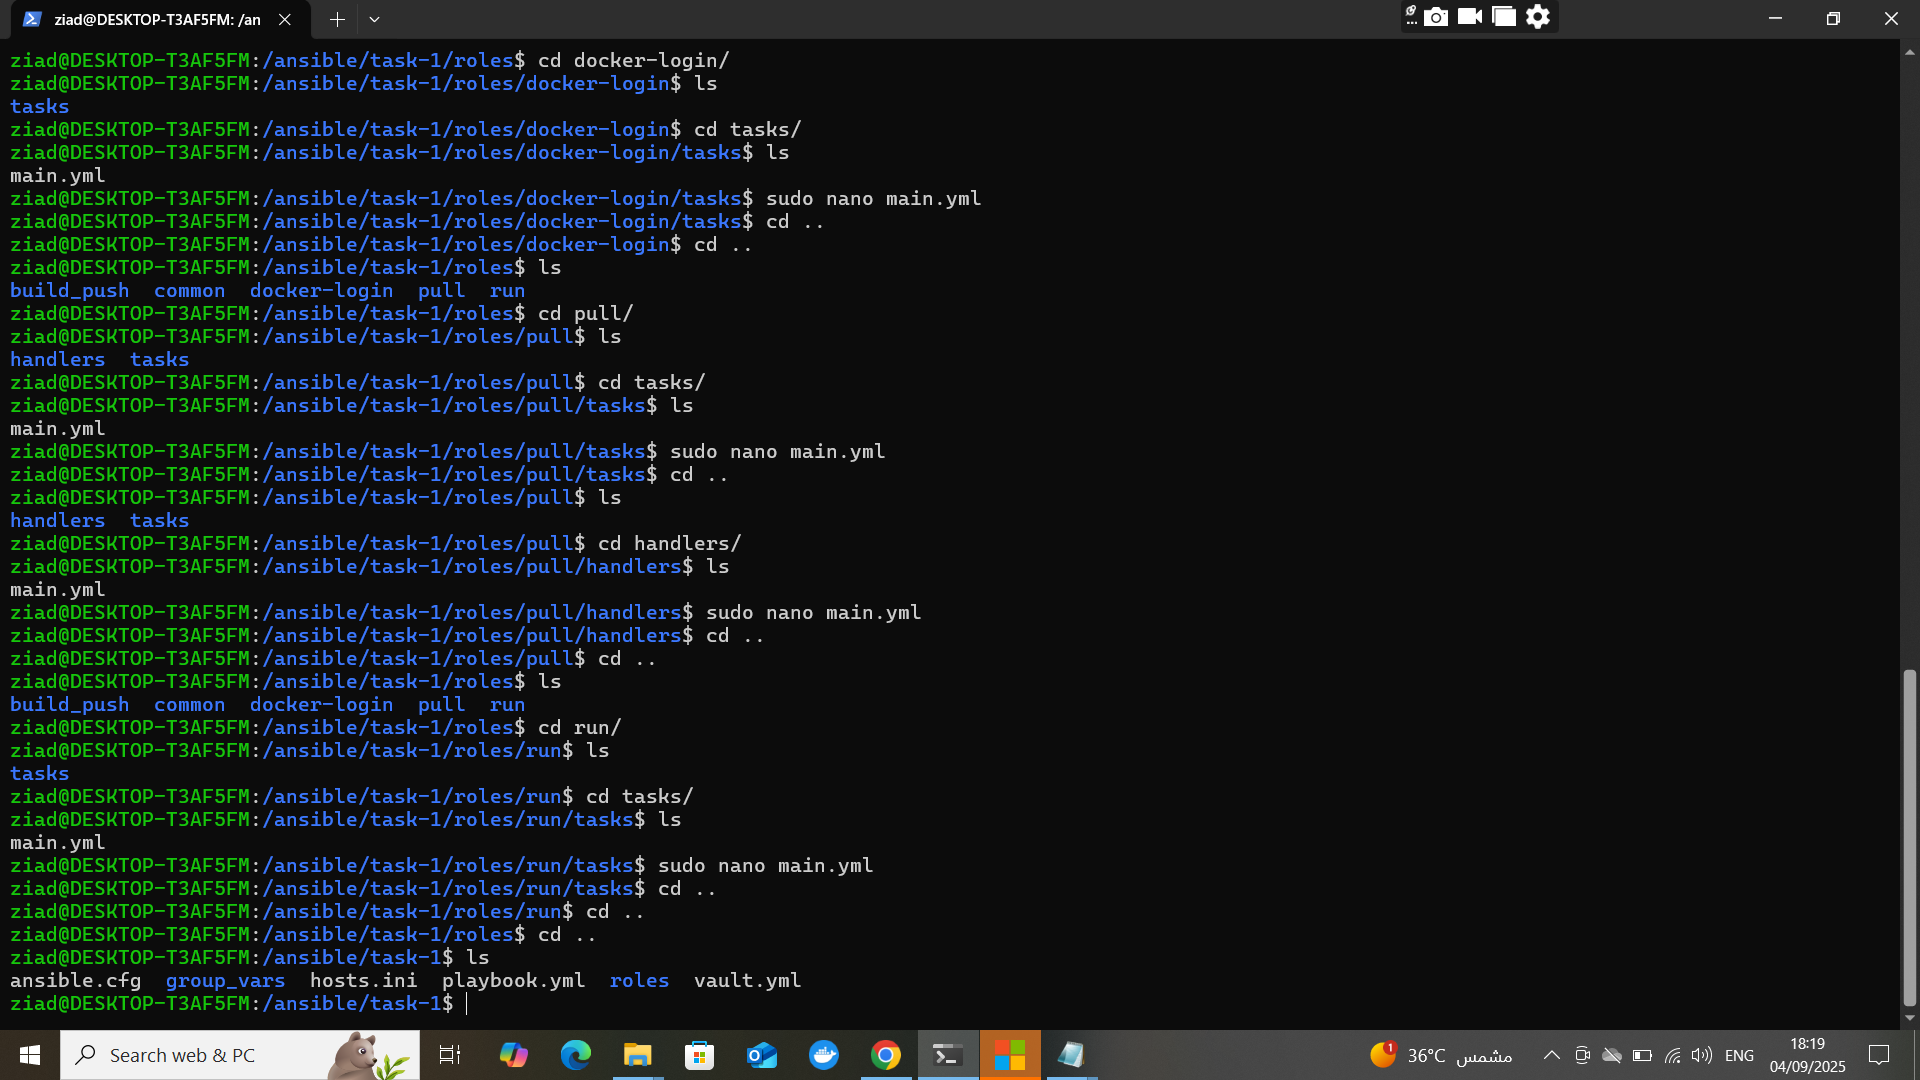 ziad@DESKTOP-T3AF5FM: /an
ziad@DESKTOP-T3AF5FM:/ansible/task-1/roles$ cd docker-login/
ziad@DESKTOP-T3AF5FM:/ansible/task-1/roles/docker-login$ ls
tasks
ziad@DESKTOP-T3AF5FM:/ansible/task-1/roles/docker-login$ cd tasks/
ziad@DESKTOP-T3AF5FM:/ansible/task-1/roles/docker-login/tasks$ ls
main.yml
ziad@DESKTOP-T3AF5FM:/ansible/task-1/roles/docker-login/tasks$ sudo nano main.yml
ziad@DESKTOP-T3AF5FM:/ansible/task-1/roles/docker-login/tasks$ cd ..
ziad@DESKTOP-T3AF5FM:/ansible/task-1/roles/docker-login$ cd ..
ziad@DESKTOP-T3AF5FM:/ansible/task-1/roles$ ls
build_push  common  docker-login  pull  run
ziad@DESKTOP-T3AF5FM:/ansible/task-1/roles$ cd pull/
ziad@DESKTOP-T3AF5FM:/ansible/task-1/roles/pull$ ls
handlers  tasks
ziad@DESKTOP-T3AF5FM:/ansible/task-1/roles/pull$ cd tasks/
ziad@DESKTOP-T3AF5FM:/ansible/task-1/roles/pull/tasks$ ls
main.yml
ziad@DESKTOP-T3AF5FM:/ansible/task-1/roles/pull/tasks$ sudo nano main.yml
ziad@DESKTOP-T3AF5FM:/ansible/task-1/roles/pull/tasks$ cd ..
ziad@DESKTOP-T3AF5FM:/ansible/task-1/roles/pull$ ls
handlers  tasks
ziad@DESKTOP-T3AF5FM:/ansible/task-1/roles/pull$ cd handlers/
ziad@DESKTOP-T3AF5FM:/ansible/task-1/roles/pull/handlers$ ls
main.yml
ziad@DESKTOP-T3AF5FM:/ansible/task-1/roles/pull/handlers$ sudo nano main.yml
ziad@DESKTOP-T3AF5FM:/ansible/task-1/roles/pull/handlers$ cd ..
ziad@DESKTOP-T3AF5FM:/ansible/task-1/roles/pull$ cd ..
ziad@DESKTOP-T3AF5FM:/ansible/task-1/roles$ ls
build_push  common  docker-login  pull  run
ziad@DESKTOP-T3AF5FM:/ansible/task-1/roles$ cd run/
ziad@DESKTOP-T3AF5FM:/ansible/task-1/roles/run$ ls
tasks
ziad@DESKTOP-T3AF5FM:/ansible/task-1/roles/run$ cd tasks/
ziad@DESKTOP-T3AF5FM:/ansible/task-1/roles/run/tasks$ ls
main.yml
ziad@DESKTOP-T3AF5FM:/ansible/task-1/roles/run/tasks$ sudo nano main.yml
ziad@DESKTOP-T3AF5FM:/ansible/task-1/roles/run/tasks$ cd ..
ziad@DESKTOP-T3AF5FM:/ansible/task-1/roles/run$ cd ..
ziad@DESKTOP-T3AF5FM:/ansible/task-1/roles$ cd ..
ziad@DESKTOP-T3AF5FM:/ansible/task-1$ ls
ansible.cfg  group_vars  hosts.ini  playbook.yml  roles  vault.yml
ziad@DESKTOP-T3AF5FM:/ansible/task-1$
Search web & PC
1
36°C مشمس
ENG
18:19
04/09/2025